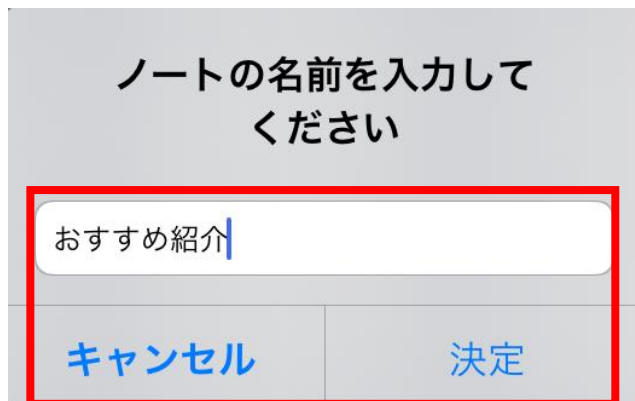 ノートの名前を入力して
ください
おすすめ紹介
キャンセル 決定